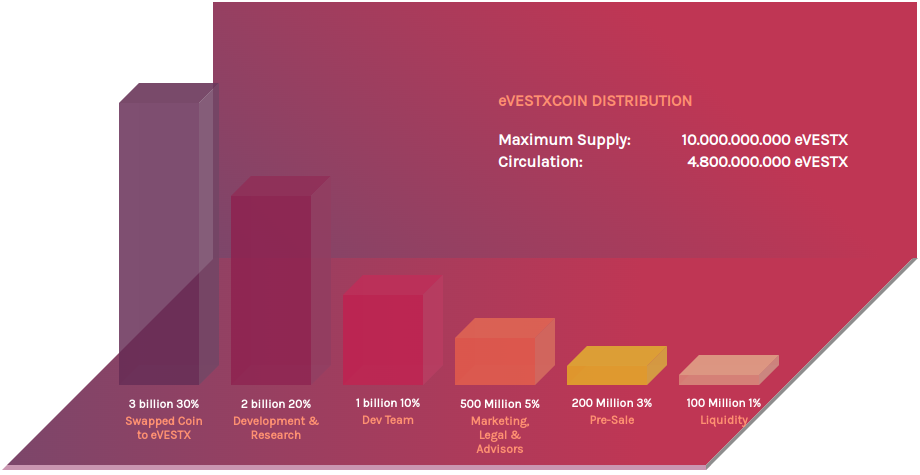 eVESTXCOIN DISTRIBUTION
Maximum Supply: 10.000.000.000 eVESTX
Circulation: 4.800.000.000 eVESTX
3 billion 30%
Swapped Coin
to eVESTX
2 billion 20%
Development &
Research
1 billion 10%
Dev Team
500 Million 5%
Marketing,
Legal &
Advisors
200 Million 3%
Pre-Sale
100 Million 1%
Liquidity